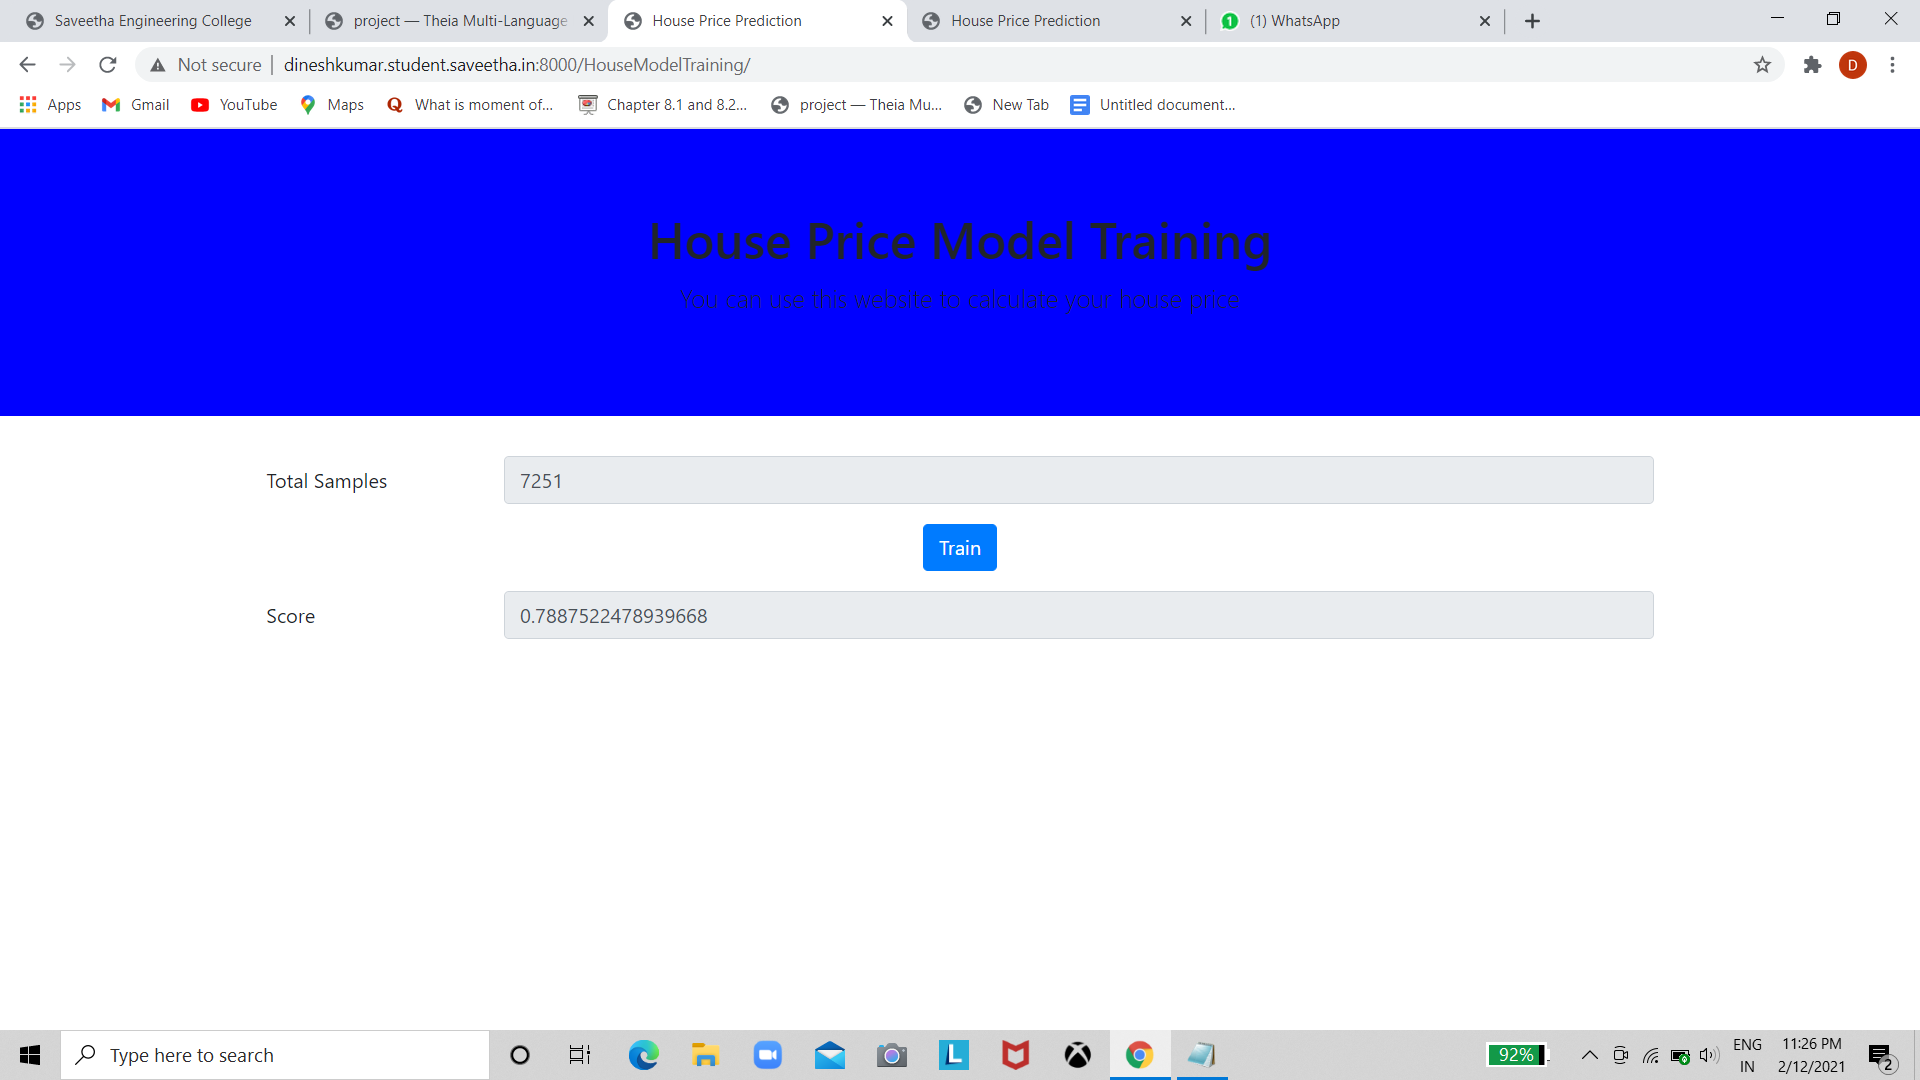 Saveetha Engineering College
project — Theia Multi-Language
House Price Prediction
House Price Prediction
1 (1) WhatsApp
Not secure
dineshkumar.student.saveetha.in:8000/HouseModelTraining/
D
Apps
Gmail
YouTube
Maps
What is moment of...
Chapter 8.1 and 8.2...
project — Theia Mu...
New Tab
Untitled document...
House Price Model Training
You can use this website to calculate your house price
Total Samples
7251
Train
Score
0.7887522478939668
Type here to search
L
92%
ENG
IN
11:26 PM
2/12/2021
2